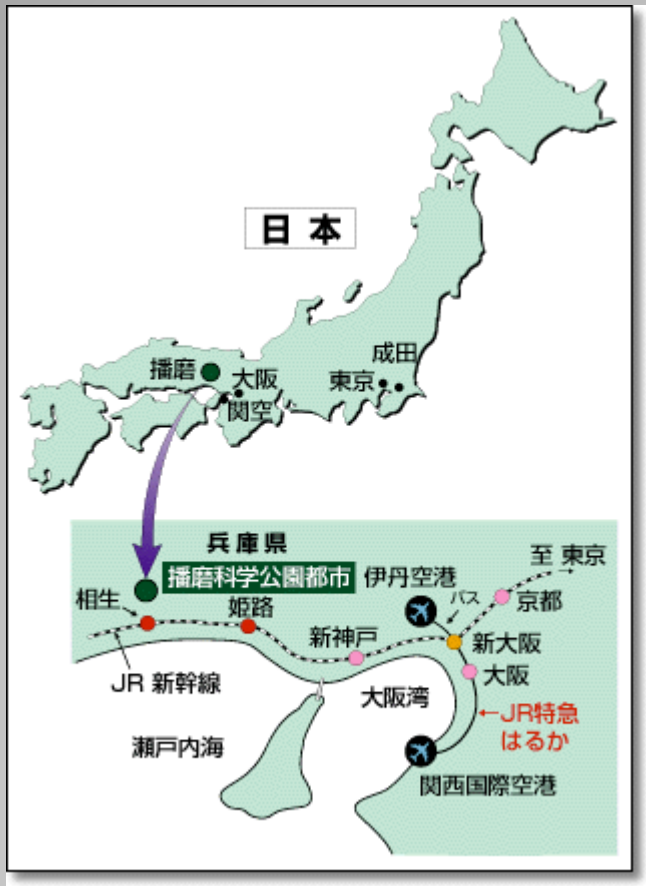 日本
成田
播磨
大阪
東京
関空
兵庫県
至 東京
播磨科学公園都市
伊丹空港
バス
相生
姫路
京都
新神戸
新大阪
JR 新幹線
大阪湾
大阪
←JR特急
はるか
瀬戸内海
関西国際空港